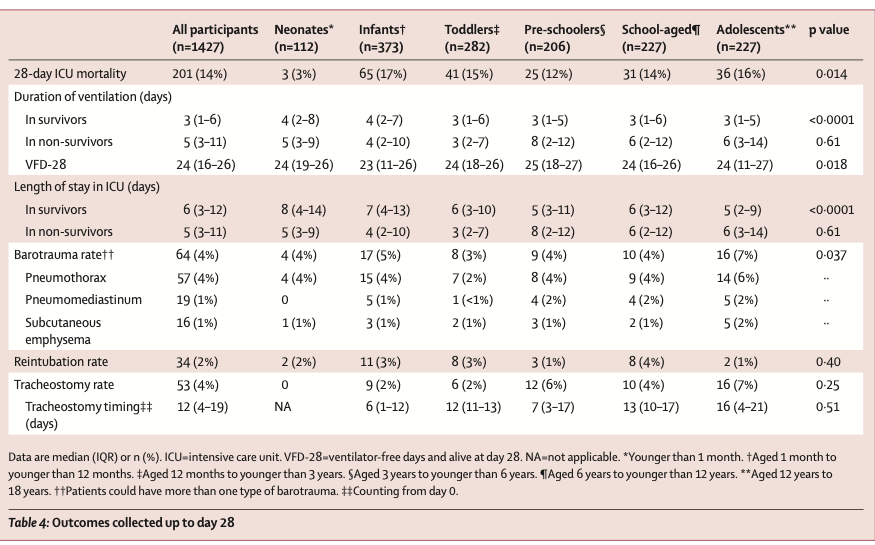 All participants Neonates* Infants† Toddlers‡ Pre-schoolers§ School-aged¶ Adolescents** p value
(n=1427) (n=112) (n=373) (n=282) (n=206) (n=227) (n=227)
28-day ICU mortality 201 (14%) 3 (3%) 65 (17%) 41 (15%) 25 (12%) 31 (14%) 36 (16%) 0·014
Duration of ventilation (days)
In survivors 3 (1–6) 4 (2–8) 4 (2–7) 3 (1–6) 3 (1–5) 3 (1–6) 3 (1–5) <0·0001
In non-survivors 5 (3–11) 5 (3–9) 4 (2–10) 3 (2–7) 8 (2–12) 6 (2–12) 6 (3–14) 0·61
VFD-28 24 (16–26) 24 (19–26) 23 (11–26) 24 (18–26) 25 (18–27) 24 (16–26) 24 (11–27) 0·018
Length of stay in ICU (days)
In survivors 6 (3–12) 8 (4–14) 7 (4–13) 6 (3–10) 5 (3–11) 6 (3–12) 5 (2–9) <0·0001
In non-survivors 5 (3–11) 5 (3–9) 4 (2–10) 3 (2–7) 8 (2–12) 6 (2–12) 6 (3–14) 0·61
Barotrauma rate†† 64 (4%) 4 (4%) 17 (5%) 8 (3%) 9 (4%) 10 (4%) 16 (7%) 0·037
Pneumothorax 57 (4%) 4 (4%) 15 (4%) 7 (2%) 8 (4%) 9 (4%) 14 (6%) ··
Pneumomediastinum 19 (1%) 0 5 (1%) 1 (<1%) 4 (2%) 4 (2%) 5 (2%) ··
Subcutaneous 16 (1%) 1 (1%) 3 (1%) 2 (1%) 3 (1%) 2 (1%) 5 (2%) ··
emphysema
Reintubation rate 34 (2%) 2 (2%) 11 (3%) 8 (3%) 3 (1%) 8 (4%) 2 (1%) 0·40
Tracheostomy rate 53 (4%) 0 9 (2%) 6 (2%) 12 (6%) 10 (4%) 16 (7%) 0·25
Tracheostomy timing‡‡ 12 (4–19) NA 6 (1–12) 12 (11–13) 7 (3–17) 13 (10–17) 16 (4–21) 0·51
(days)
Data are median (IQR) or n (%). ICU=intensive care unit. VFD-28=ventilator-free days and alive at day 28. NA=not applicable. *Younger than 1 month. †Aged 1 month to
younger than 12 months. ‡Aged 12 months to younger than 3 years. §Aged 3 years to younger than 6 years. ¶Aged 6 years to younger than 12 years. **Aged 12 years to
18 years. ††Patients could have more than one type of barotrauma. ‡‡Counting from day 0.
Table 4: Outcomes collected up to day 28